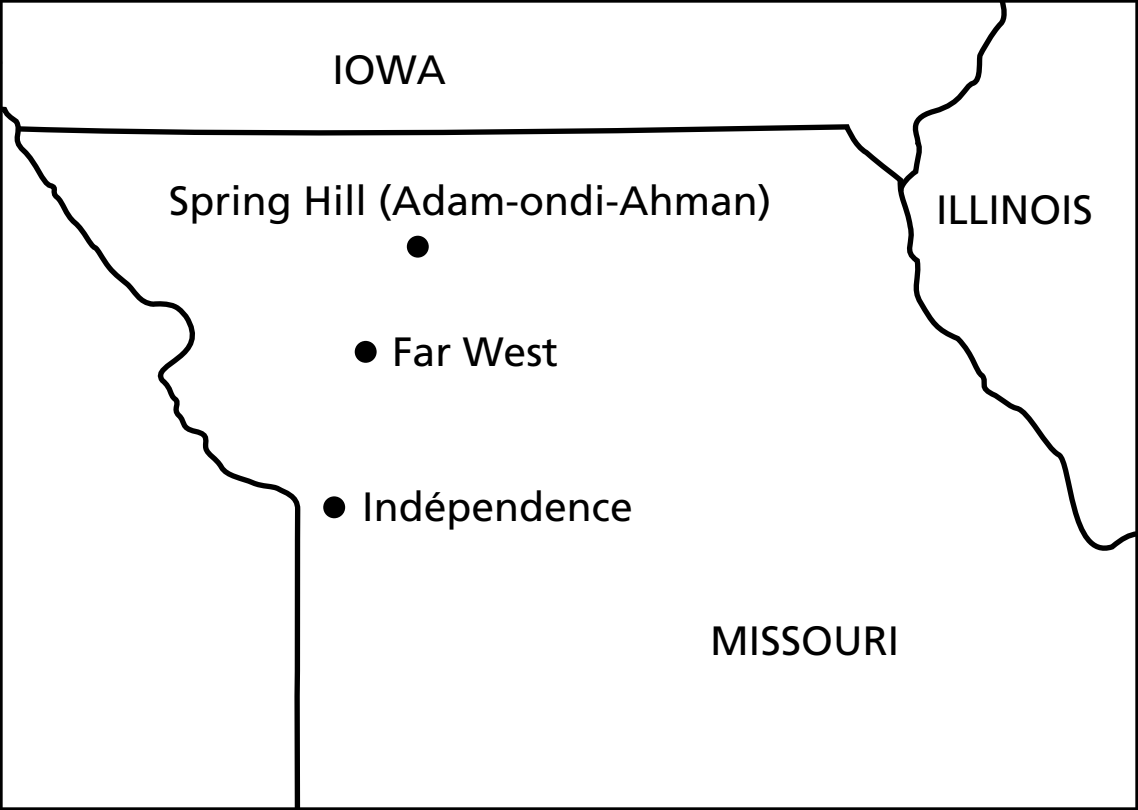 IOWA
Spring Hill (Adam-ondi-Ahman)
ILLINOIS
Far West
Indépendence
MISSOURI